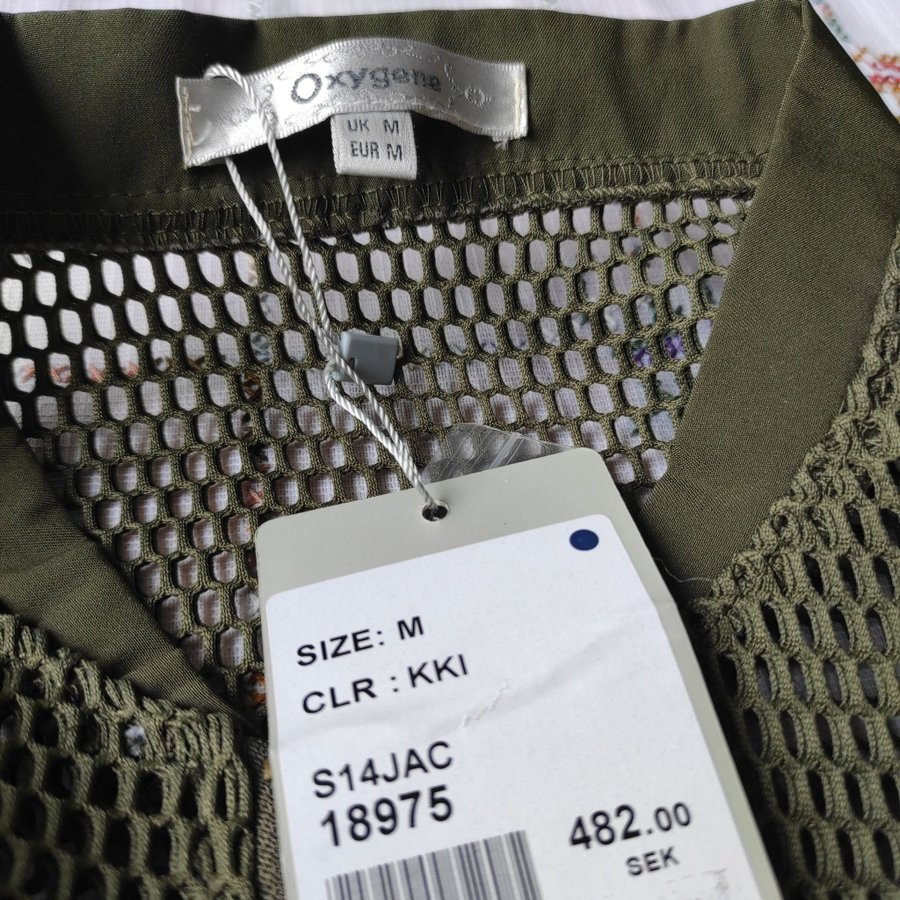 Oxygene
UK M
EUR M
SIZE: M
CLR : KKI
S14JAC
18975
482.00
SEK